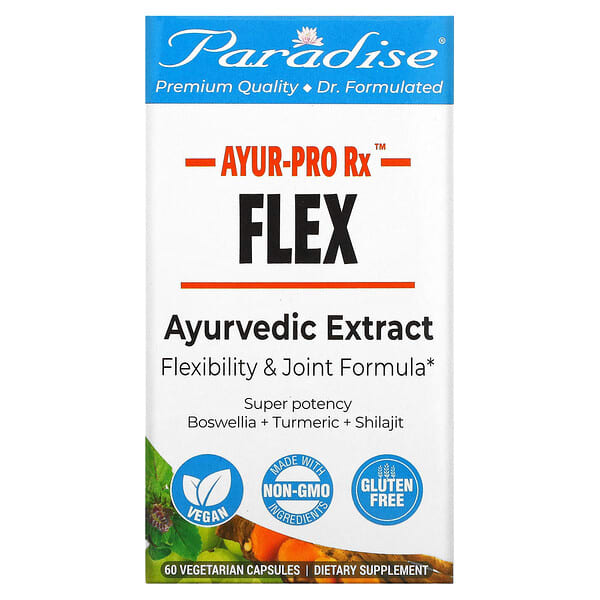 Paradise®
Premium Quality ◆ Dr. Formulated
AYUR-PRO Rx™
FLEX
Ayurvedic Extract
Flexibility & Joint Formula*
Super potency
Boswellia + Turmeric + Shilajit
VEGAN
MADE WITH
NON-GMO
INGREDIENTS
GLUTEN
FREE
60 VEGETARIAN CAPSULES | DIETARY SUPPLEMENT